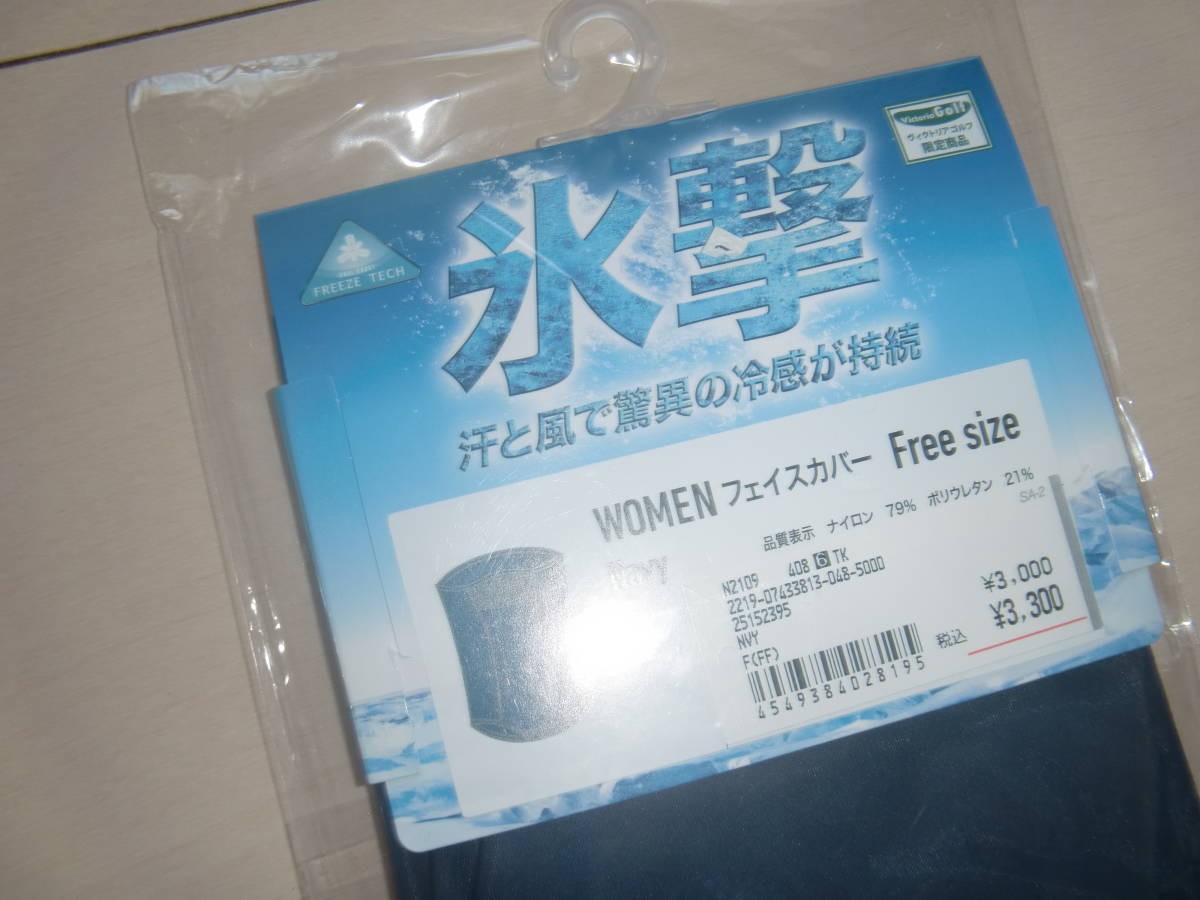 Victoria Golf
ヴィクトリアゴルフ
限定商品
FREEZE TECH
氷撃
汗と風で驚異の冷感が持続
WOMEN フェイスカバー Free size
Navy
品質表示 ナイロン 79% ポリウレタン 21%
SA-2
N2109 408 6 TK
2219-07433813-048-5000
25152395
NVY
F(FF)
¥3,000
税込 ¥3,300
4549384028195